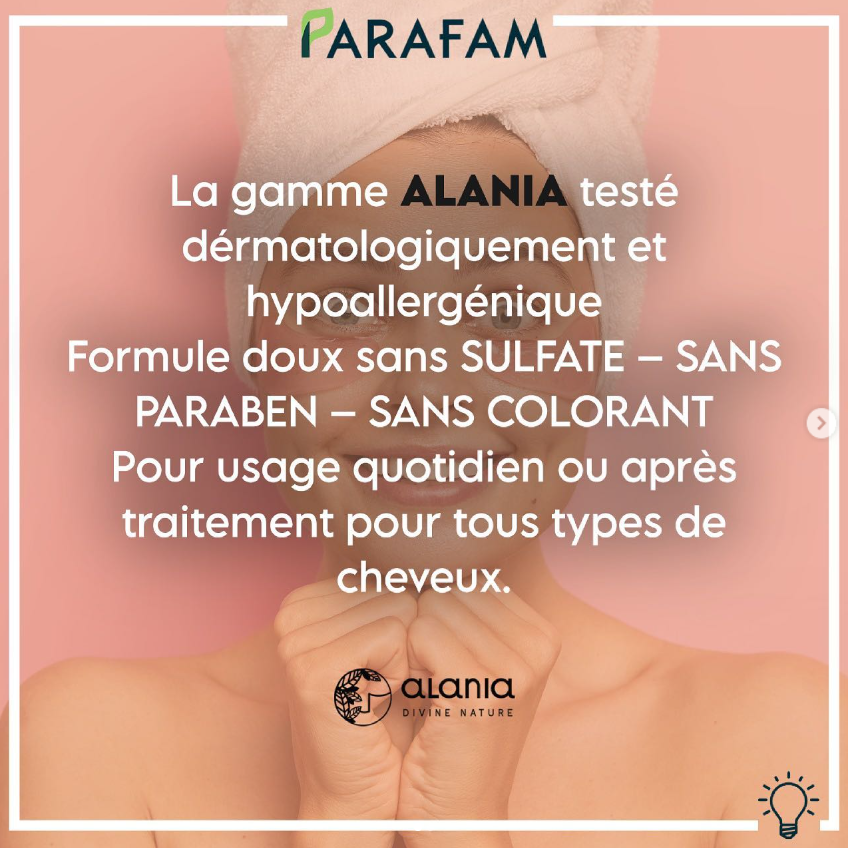 PARAFAM
La gamme ALANIA testé
dérmatologiquement et
hypoallergénique
Formule doux sans SULFATE – SANS
PARABEN – SANS COLORANT
Pour usage quotidien ou après
traitement pour tous types de
cheveux.
alania
DIVINE NATURE